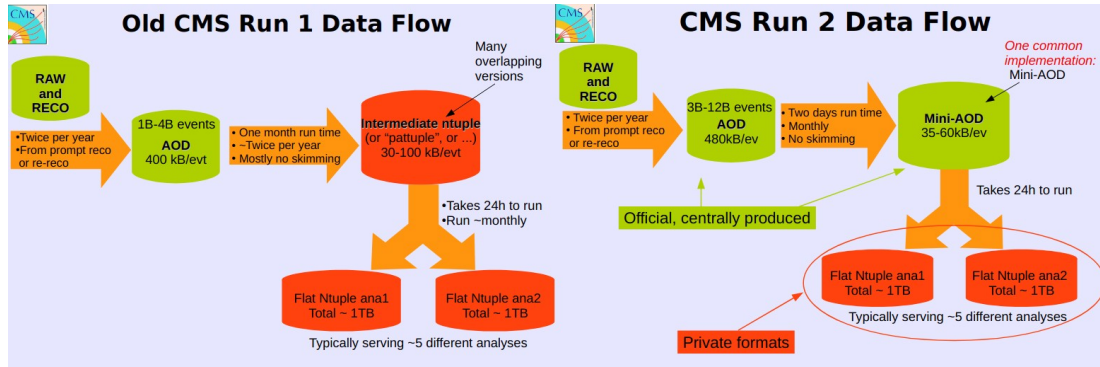 CMS
Old CMS Run 1 Data Flow
RAW
and
RECO
•Twice per year
•From prompt reco
or re-reco
1B-4B events
AOD
400 kB/evt
• One month run time
• ~Twice per year
• Mostly no skimming
Many
overlapping
versions
Intermediate ntuple
(or “pattuple”, or ...)
30-100 kB/evt
•Takes 24h to run
•Run ~monthly
Flat Ntuple ana1
Total ~ 1TB
Flat Ntuple ana2
Total ~ 1TB
Typically serving ~5 different analyses
CMS
CMS Run 2 Data Flow
RAW
and
RECO
• Twice per year
• From prompt reco
or re-reco
3B-12B events
AOD
480kB/ev
• Two days run time
• Monthly
• No skimming
One common
implementation:
Mini-AOD
Mini-AOD
35-60kB/ev
Takes 24h to run
Official, centrally produced
Flat Ntuple ana1
Total ~ 1TB
Flat Ntuple ana2
Total ~ 1TB
Typically serving ~5 different analyses
Private formats